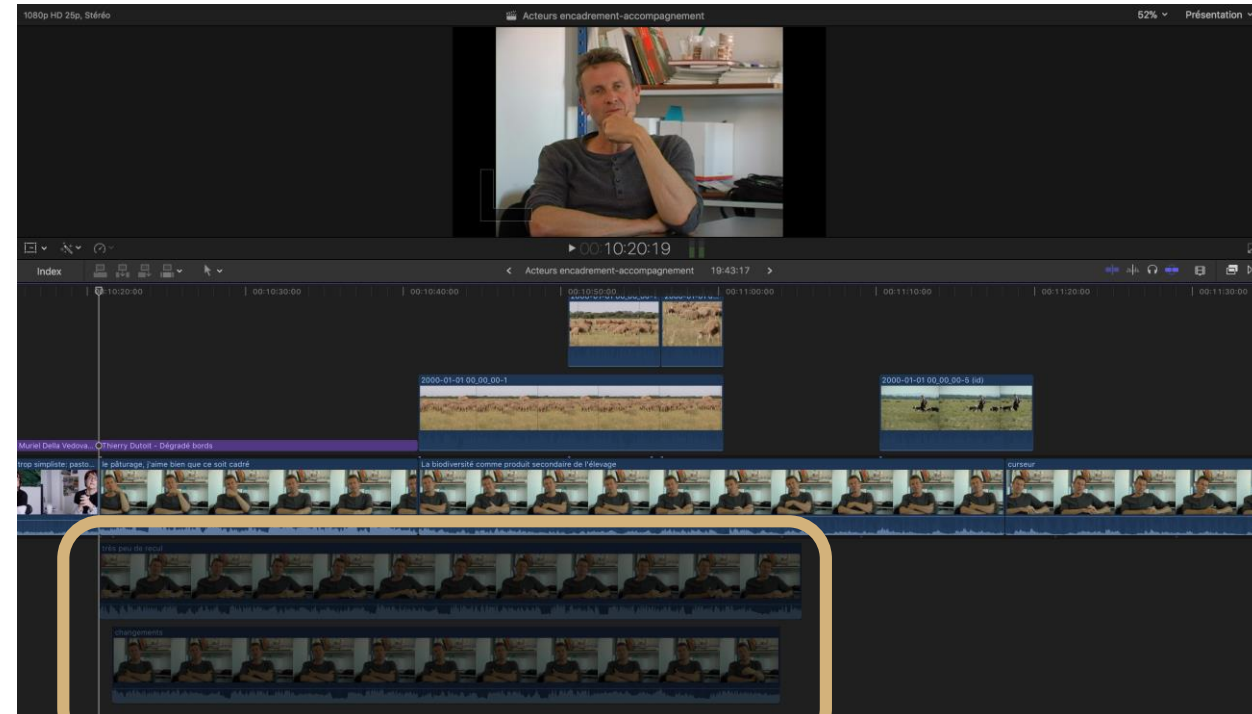 1080p HD 25p, Stéréo
Acteurs encadrement-accompagnement
52%
Présentation
00:10:20:19
Index
Acteurs encadrement-accompagnement 19:43:17
00:10:30:00
00:10:40:00
00:10:50:00
00:11:00:00
00:11:10:00
00:11:20:00
00:11:30:00
2000-01-01 00_00_00-1
2000-01-01 00_00_00-5 (id)
Muriel Della Vedova...
Thierry Dutoit - Dégradé bords
trop simpliste: pasto...
le pâturage, j'aime bien que ce soit cadré
La biodiversité comme produit secondaire de l'élevage
curseur
très peu de recul
changements